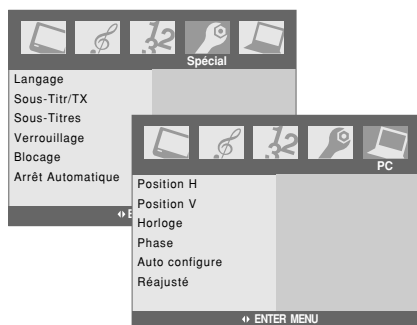 Spécial
Langage
Sous-Titr/TX
Sous-Titres
Verrouillage
Blocage
Arrêt Automatique
PC
Position H
Position V
Horloge
Phase
Auto configure
Réajusté
ENTER MENU